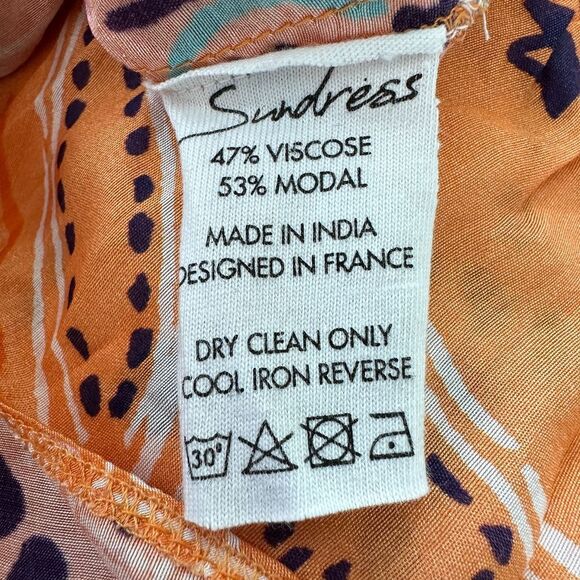 Sundress
47% VISCOSE
53% MODAL
MADE IN INDIA
DESIGNED IN FRANCE
DRY CLEAN ONLY
COOL IRON REVERSE
30°